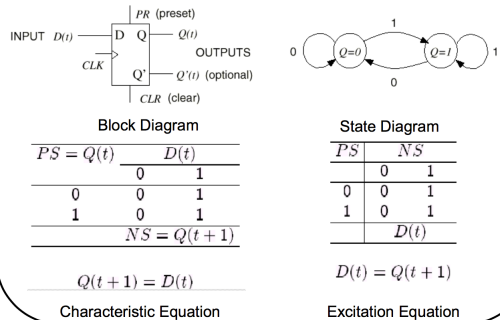 PR (preset)
INPUT D(t) D Q Q(t)
CLK
OUTPUTS
Q' Q'(t) (optional)
CLR (clear)
Block Diagram
1
0 Q=0 Q=1 1
0
State Diagram
PS = Q(t) D(t)
0 1
0 0 1
1 0 1
NS = Q(t + 1)
Q(t + 1) = D(t)
Characteristic Equation
PS NS
0 1
0 0 1
1 0 1
D(t)
D(t) = Q(t + 1)
Excitation Equation